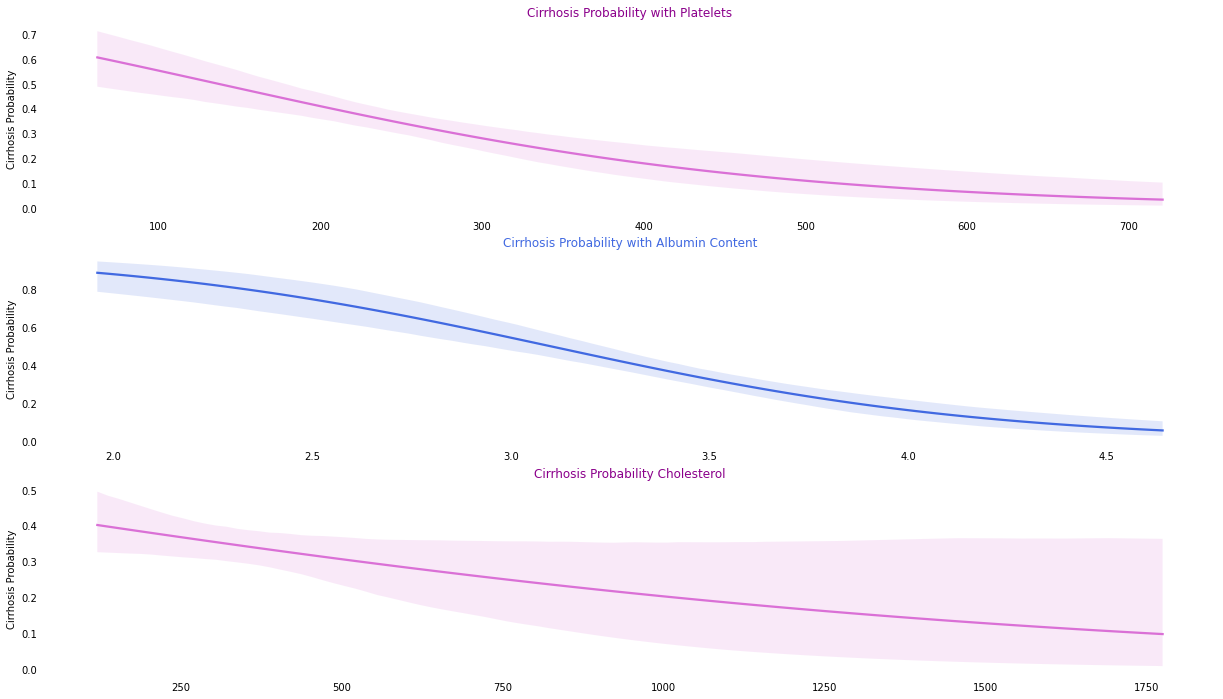 Cirrhosis Probability with Platelets
Cirrhosis Probability
0.7
0.6
0.5
0.4
0.3
0.2
0.1
0.0
100 200 300 400 500 600 700
Cirrhosis Probability with Albumin Content
Cirrhosis Probability
0.8
0.6
0.4
0.2
0.0
2.0 2.5 3.0 3.5 4.0 4.5
Cirrhosis Probability Cholesterol
Cirrhosis Probability
0.5
0.4
0.3
0.2
0.1
0.0
250 500 750 1000 1250 1500 1750